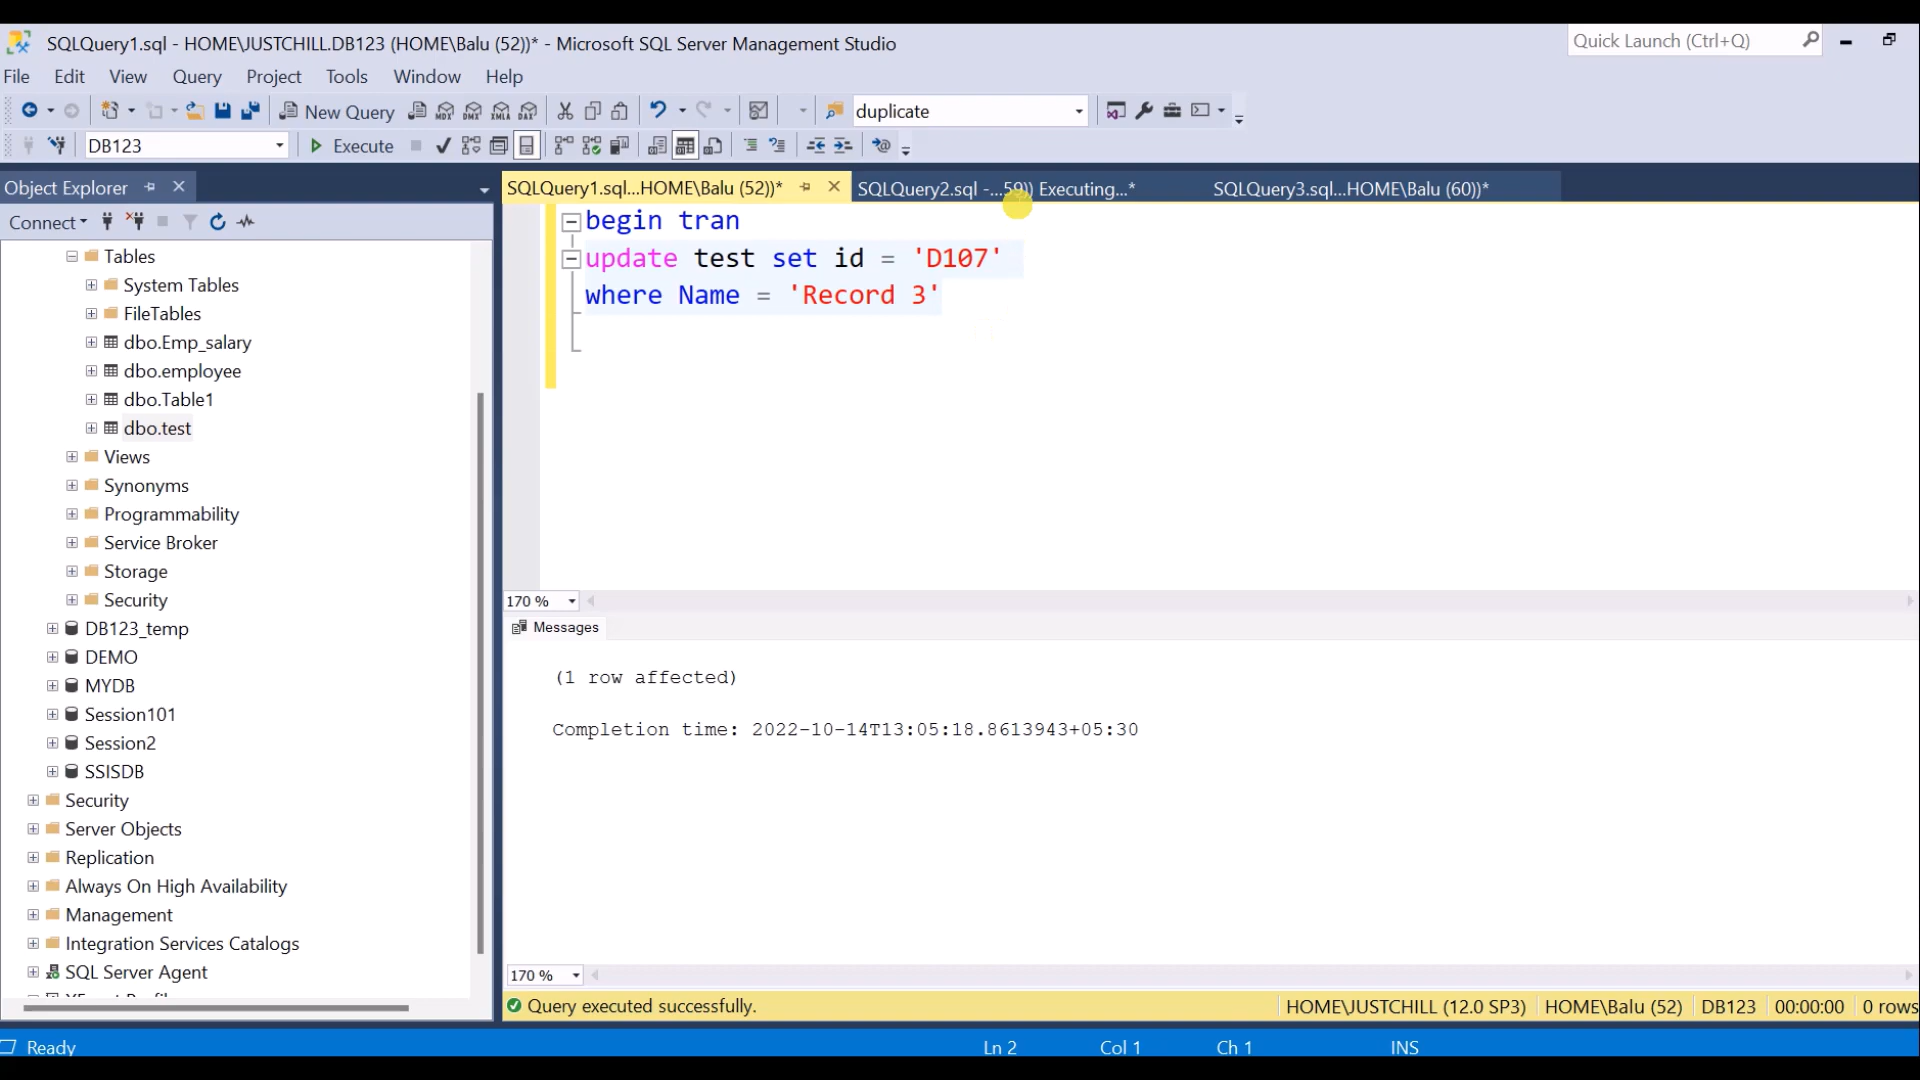 SQLQuery1.sql - HOME\JUSTCHILL.DB123 (HOME\Balu (52))* - Microsoft SQL Server Management Studio
Quick Launch (Ctrl+Q)
File Edit View Query Project Tools Window Help
New Query MDX DMX XMLA DAX duplicate
DB123 Execute
Object Explorer
SQLQuery1.sql...HOME\Balu (52))*
SQLQuery2.sql -...59)) Executing...*
SQLQuery3.sql...HOME\Balu (60))*
Connect
Tables
System Tables
FileTables
dbo.Emp_salary
dbo.employee
dbo.Table1
dbo.test
Views
Synonyms
Programmability
Service Broker
Storage
Security
DB123_temp
DEMO
MYDB
Session101
Session2
SSISDB
Security
Server Objects
Replication
Always On High Availability
Management
Integration Services Catalogs
SQL Server Agent
begin tran
update test set id = 'D107'
where Name = 'Record 3'
170 %
Messages
(1 row affected)
Completion time: 2022-10-14T13:05:18.8613943+05:30
170 %
Query executed successfully.
HOME\JUSTCHILL (12.0 SP3) HOME\Balu (52) DB123 00:00:00 0 rows
Ready Ln 2 Col 1 Ch 1 INS